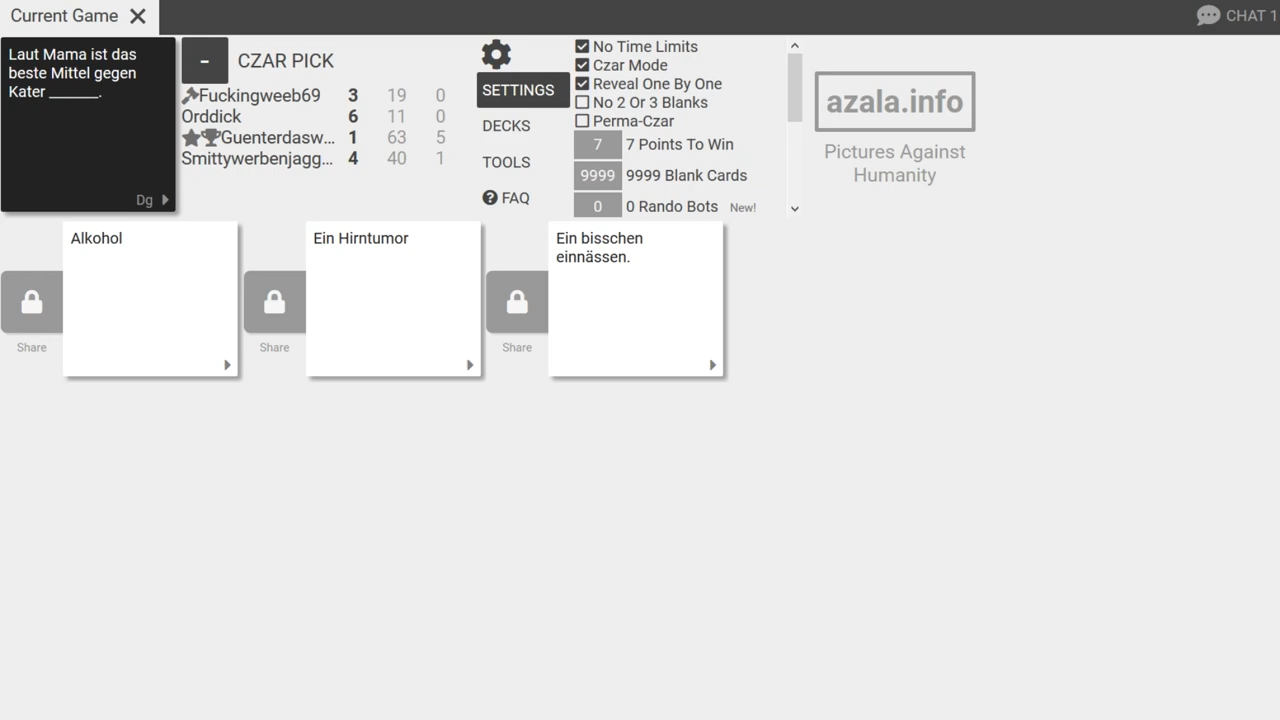 Current Game
CHAT 1
Laut Mama ist das
beste Mittel gegen
Kater ______.
Dg
-
CZAR PICK
Fuckingweeb69 3 19 0
Orddick 6 11 0
Guenterdasw... 1 63 5
Smittywerbenjagg... 4 40 1
SETTINGS
DECKS
TOOLS
FAQ
No Time Limits
Czar Mode
Reveal One By One
No 2 Or 3 Blanks
Perma-Czar
7 7 Points To Win
9999 9999 Blank Cards
0 0 Rando Bots New!
azala.info
Pictures Against
Humanity
Share
Alkohol
Share
Ein Hirntumor
Share
Ein bisschen
einnässen.